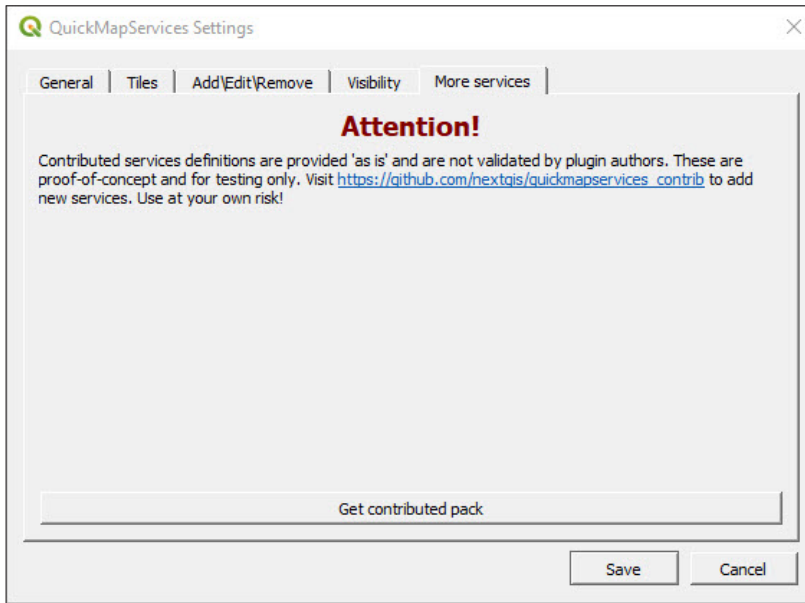 QuickMapServices Settings
General Tiles Add\Edit\Remove Visibility More services
Attention!
Contributed services definitions are provided 'as is' and are not validated by plugin authors. These are
proof-of-concept and for testing only. Visit https://github.com/nextgis/quickmapservices_contrib to add
new services. Use at your own risk!
Get contributed pack
Save Cancel